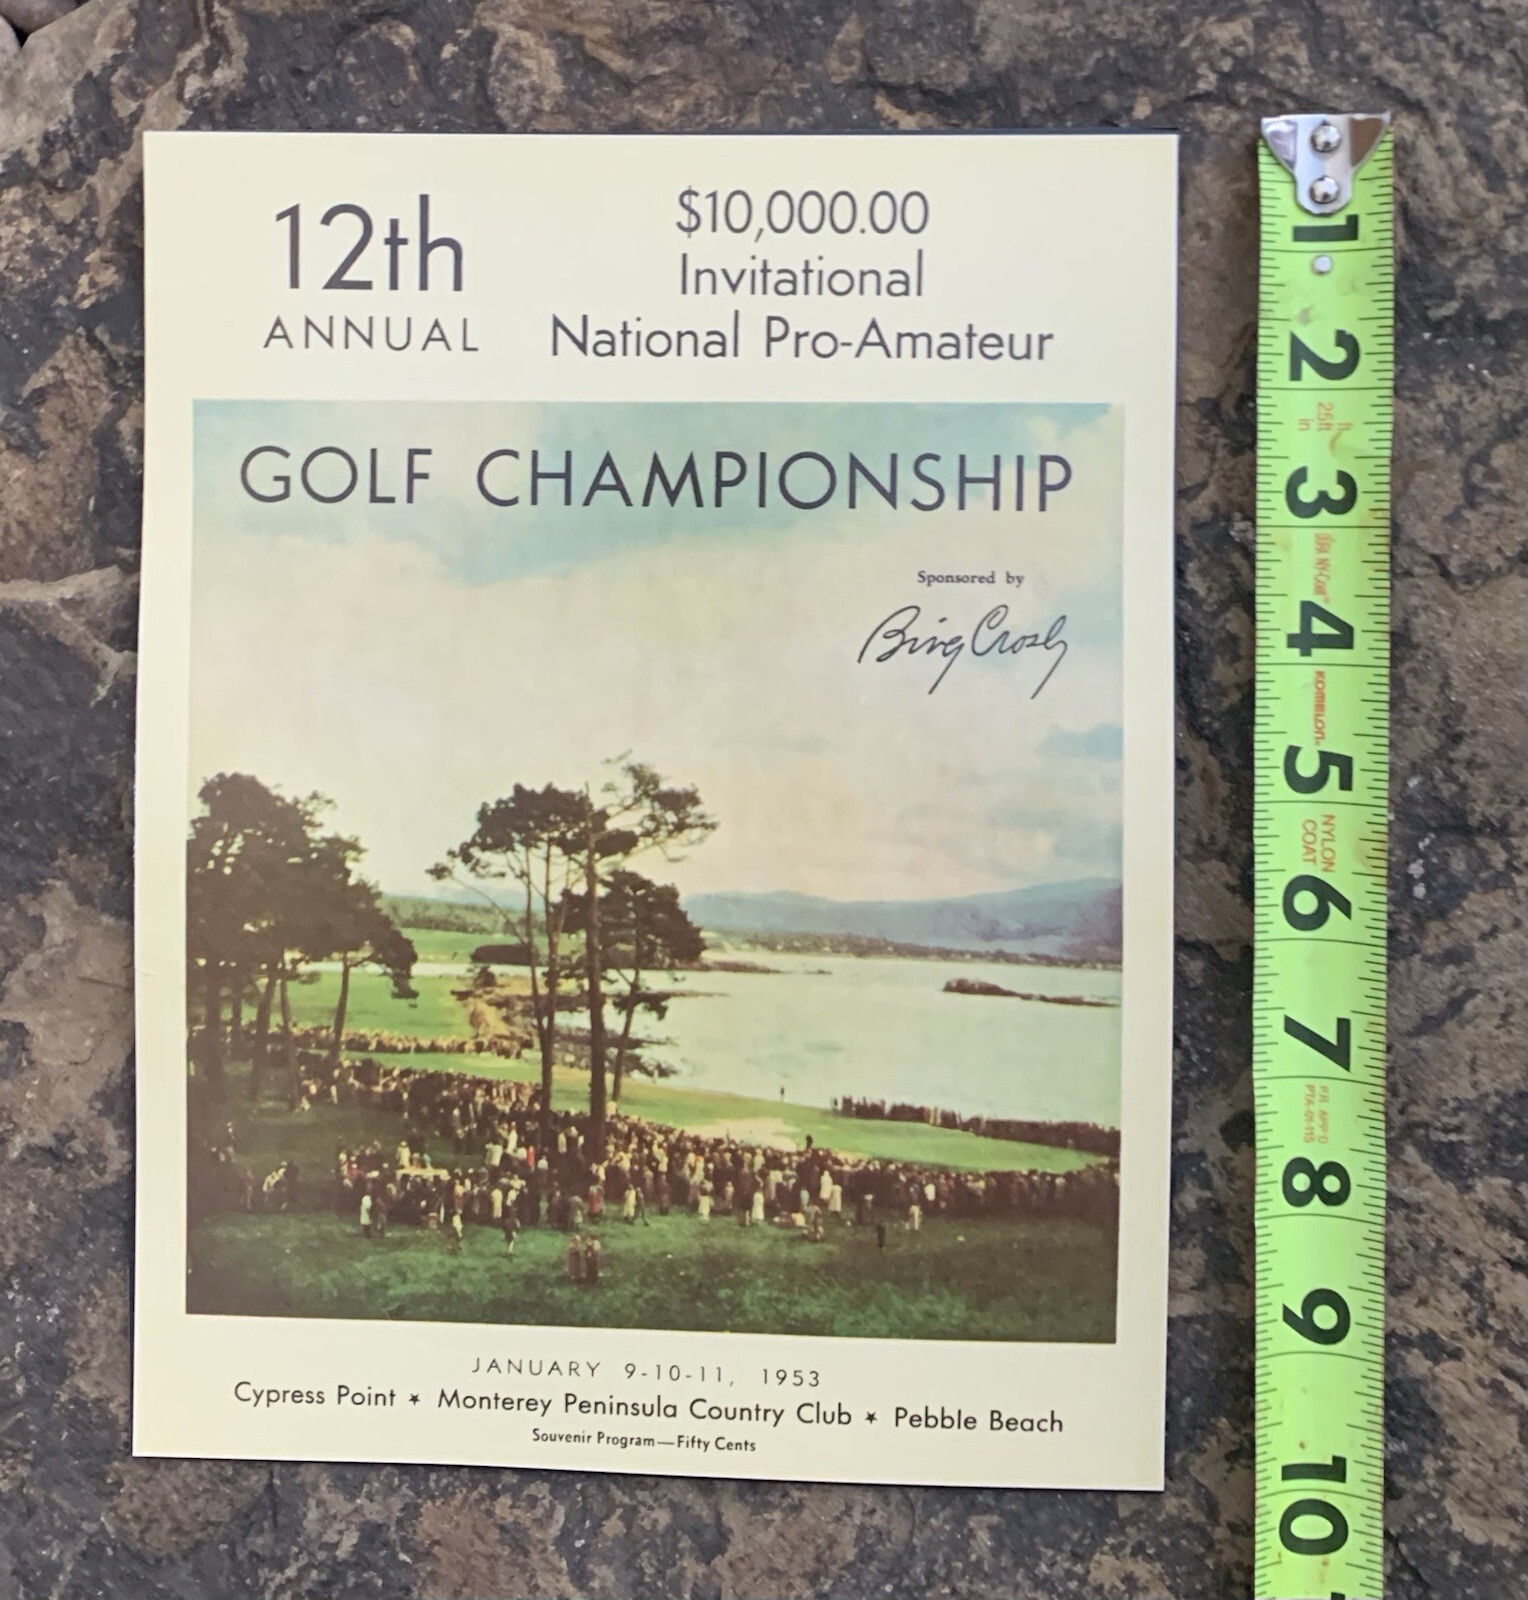 12th
ANNUAL
$10,000.00
Invitational
National Pro-Amateur
GOLF CHAMPIONSHIP
Sponsored by
Bing Crosby
JANUARY 9-10-11, 1953
Cypress Point ★ Monterey Peninsula Country Club ★ Pebble Beach
Souvenir Program—Fifty Cents
1
2
25ft
3
4
KOMELON
5
NYLON
COAT
6
7
8
9
10